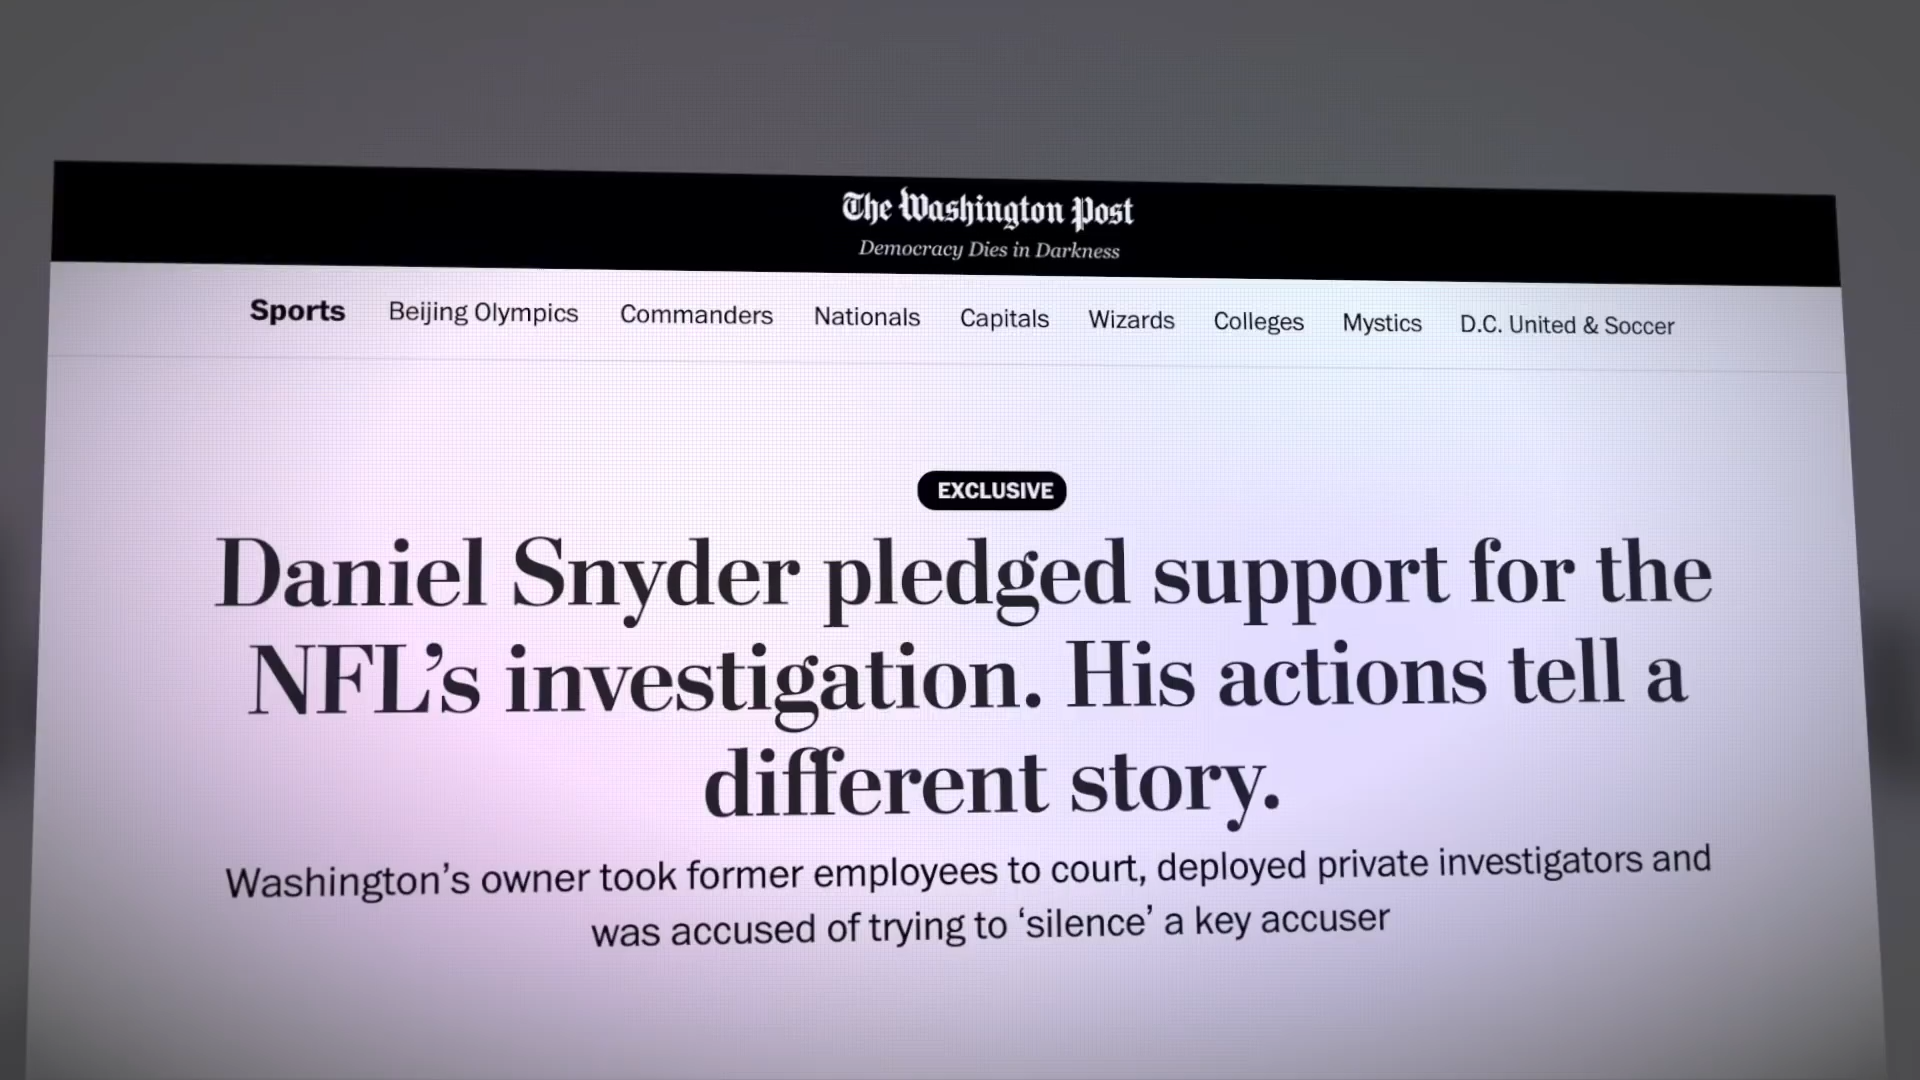 The Washington Post
Democracy Dies in Darkness
Sports Beijing Olympics Commanders Nationals Capitals Wizards Colleges Mystics D.C. United & Soccer
EXCLUSIVE
Daniel Snyder pledged support for the
NFL’s investigation. His actions tell a
different story.
Washington’s owner took former employees to court, deployed private investigators and
was accused of trying to ‘silence’ a key accuser